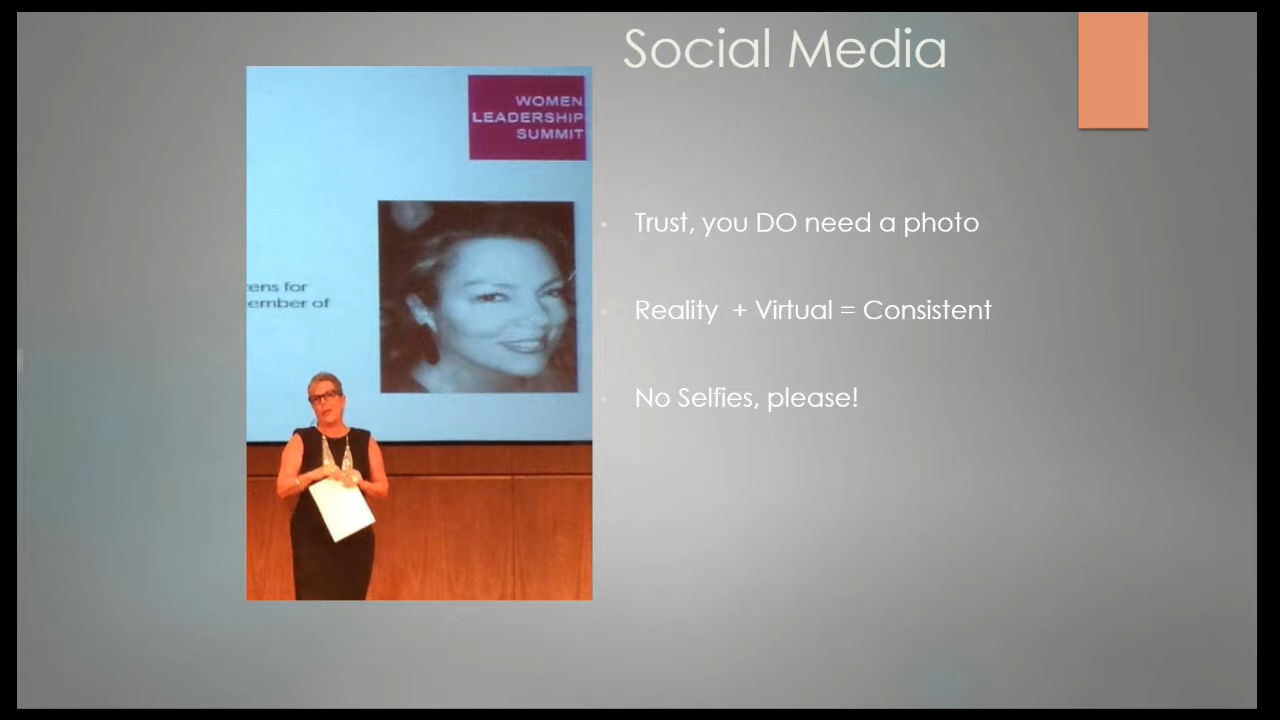 Social Media
WOMEN
LEADERSHIP
SUMMIT
ens for
ember of
Trust, you DO need a photo
Reality + Virtual = Consistent
No Selfies, please!